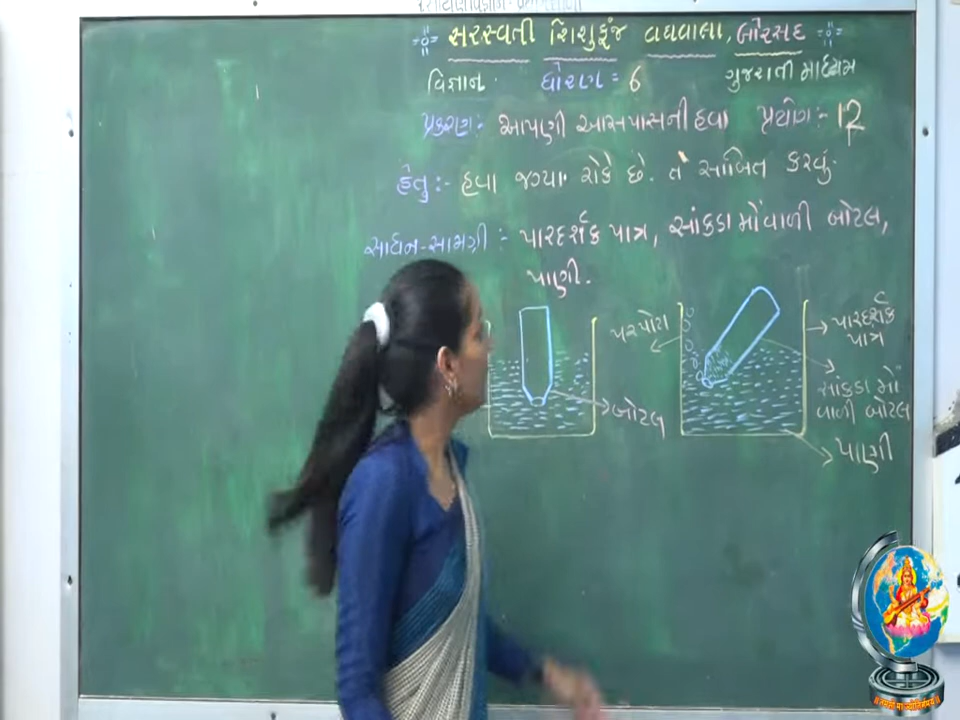 સરસ્વતી શિશુકુંજ વાઘવાલા, બોરસદ
વિજ્ઞાન. ધોરણ = 6 ગુજરાતી માધ્યમ
પ્રકરણ:- આપણી આસપાસની હવા પ્રયોગ:- 12
હેતુ:- હવા જગ્યા રોકે છે. તે સાબિત કરવું.
સાધન-સામગ્રી:- પારદર્શક પાત્ર, સાંકડા મોંવાળી બોટલ,
પાણી.
પરપોટા
પારદર્શક
પાત્ર
સાંકડા મોં
વાળી બોટલ
બોટલ
પાણી